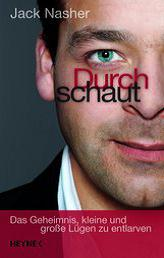 Jack Nasher
Durch
schaut
Das Geheimnis, kleine und
große Lügen zu entlarven
HEYNE